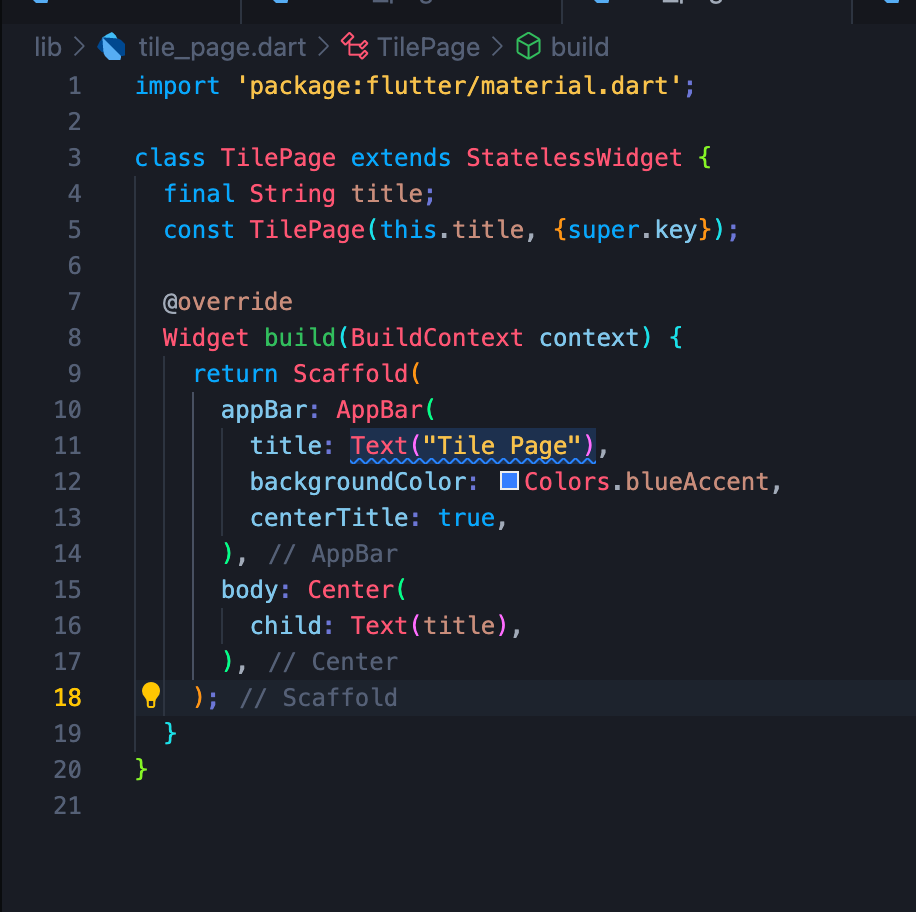 lib > tile_page.dart > TilePage > build
1 import 'package:flutter/material.dart';
2
3 class TilePage extends StatelessWidget {
4   final String title;
5   const TilePage(this.title, {super.key});
6
7   @override
8   Widget build(BuildContext context) {
9     return Scaffold(
10       appBar: AppBar(
11         title: Text("Tile Page"),
12         backgroundColor: Colors.blueAccent,
13         centerTitle: true,
14       ), // AppBar
15       body: Center(
16         child: Text(title),
17       ), // Center
18     ); // Scaffold
19   }
20 }
21